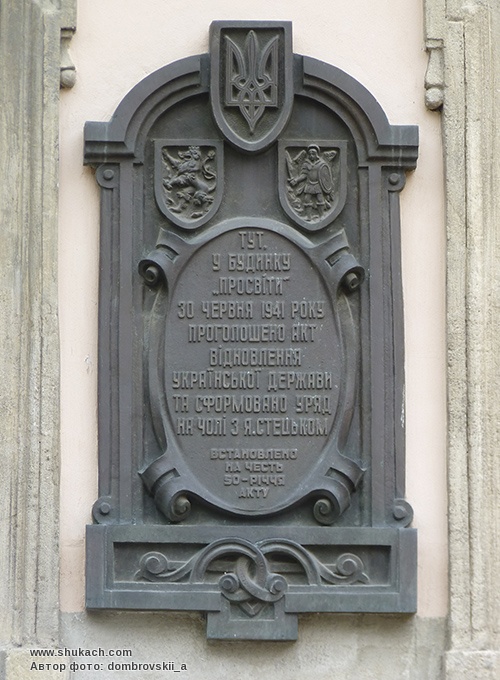 ТУТ,
У БУДИНКУ
„ПРОСВІТИ“
30 ЧЕРВНЯ 1941 РОКУ
ПРОГОЛОШЕНО АКТ
ВІДНОВЛЕННЯ
УКРАЇНСЬКОЇ ДЕРЖАВИ
ТА СФОРМОВАНО УРЯД
НА ЧОЛІ З Я.СТЕЦЬКОМ
ВСТАНОВЛЕНО
НА ЧЕСТЬ
50-РІЧЧЯ
АКТУ
www.shukach.com
Автор фото: dombrovskii_a